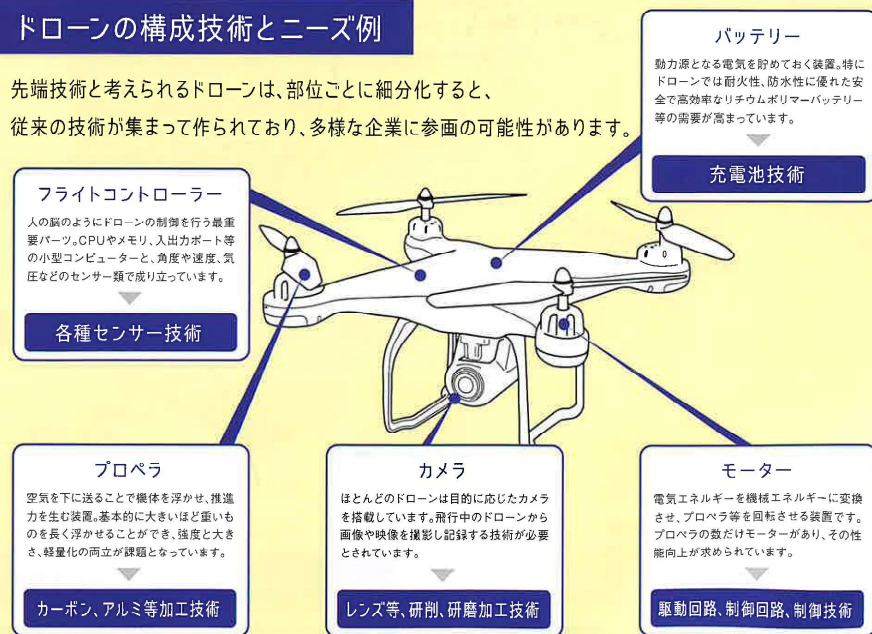 ドローンの構成技術とニーズ例
先端技術と考えられるドローンは、部位ごとに細分化すると、
従来の技術が集まって作られており、多様な企業に参画の可能性があります。
バッテリー
動力源となる電気を貯めておく装置。特に
ドローンでは耐火性、防水性に優れた安
全で高効率なリチウムポリマーバッテリー
等の需要が高まっています。
充電池技術
フライトコントローラー
人の脳のようにドローンの制御を行う最重
要パーツ。CPUやメモリ、入出力ポート等
の小型コンピューターと、角度や速度、気
圧などのセンサー類で成り立っています。
各種センサー技術
プロペラ
空気を下に送ることで機体を浮かせ、推進
力を生む装置。基本的に大きいほど重いも
のを長く浮かせることができ、強度と大き
さ、軽量化の両立が課題となっています。
カーボン、アルミ等加工技術
カメラ
ほとんどのドローンは目的に応じたカメラ
を搭載しています。飛行中のドローンから
画像や映像を撮影し記録する技術が必要
とされています。
レンズ等、研削、研磨加工技術
モーター
電気エネルギーを機械エネルギーに変換
させ、プロペラ等を回転させる装置です。
プロペラの数だけモーターがあり、その性
能向上が求められています。
駆動回路、制御回路、制御技術